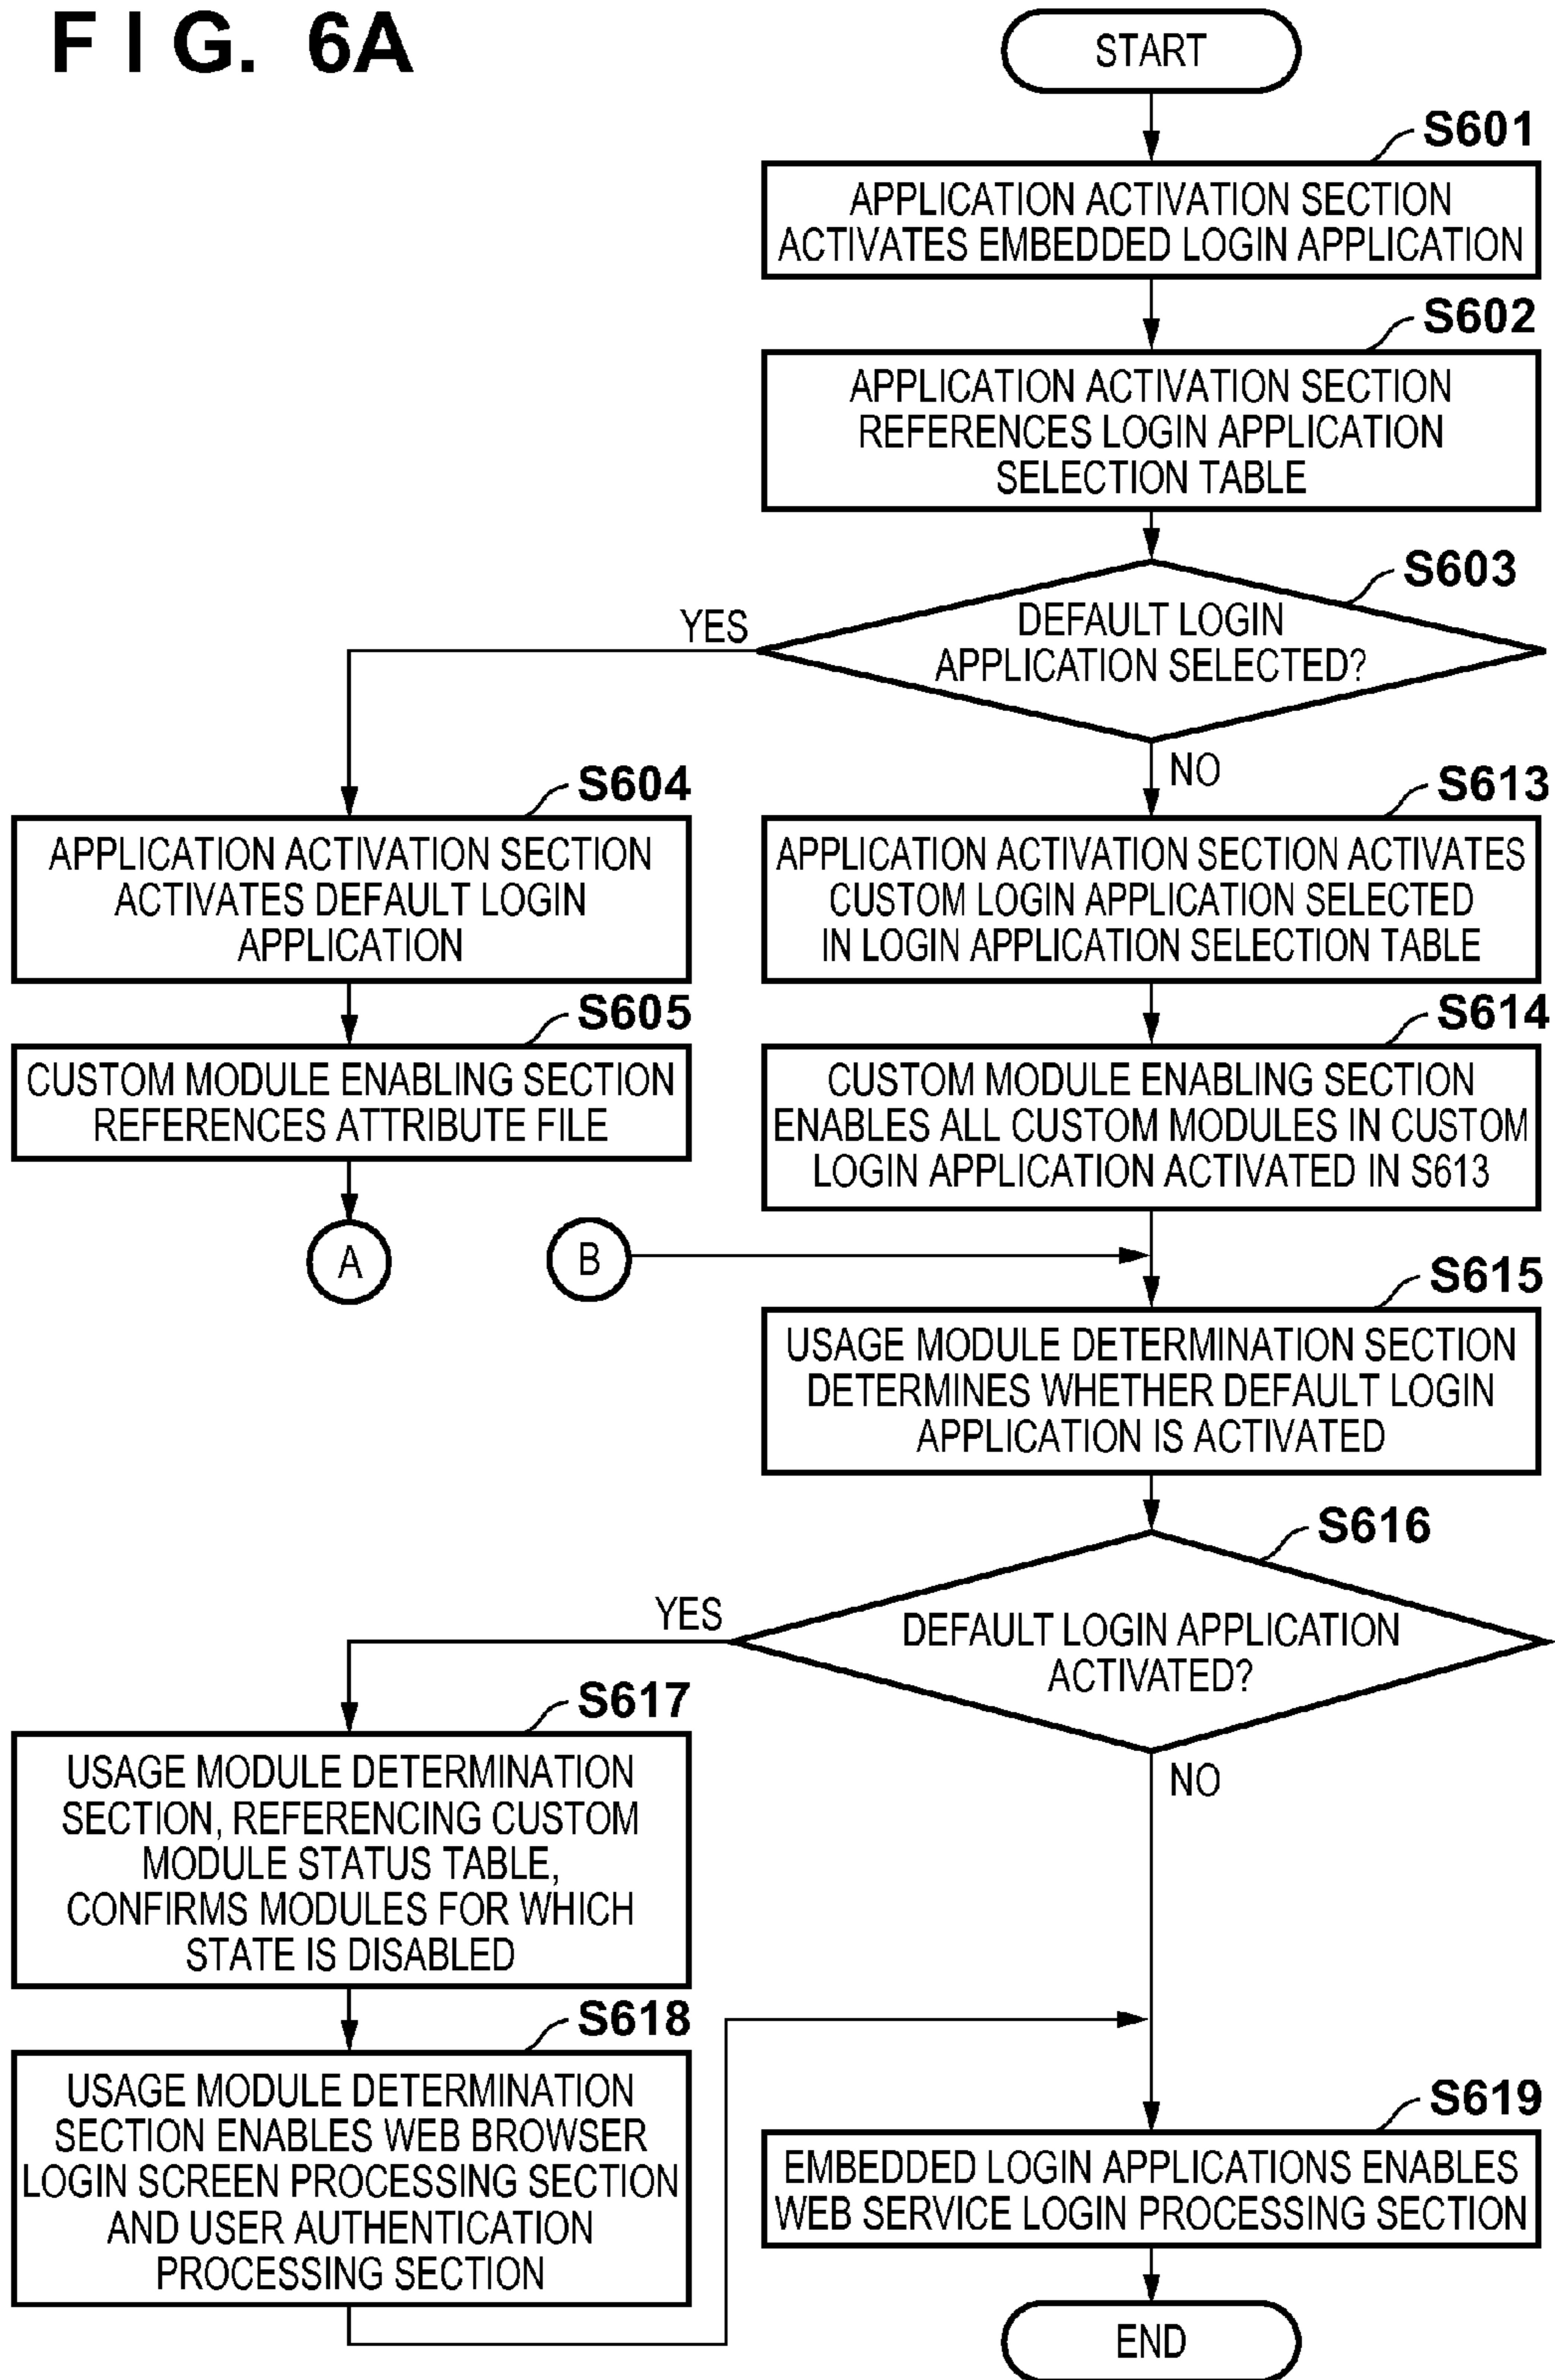 FIG. 6A
START
S601
APPLICATION ACTIVATION SECTION
ACTIVATES EMBEDDED LOGIN APPLICATION
S602
APPLICATION ACTIVATION SECTION
REFERENCES LOGIN APPLICATION
SELECTION TABLE
S603
DEFAULT LOGIN
APPLICATION SELECTED?
YES
NO
S604
APPLICATION ACTIVATION SECTION
ACTIVATES DEFAULT LOGIN
APPLICATION
S605
CUSTOM MODULE ENABLING SECTION
REFERENCES ATTRIBUTE FILE
A
S613
APPLICATION ACTIVATION SECTION ACTIVATES
CUSTOM LOGIN APPLICATION SELECTED
IN LOGIN APPLICATION SELECTION TABLE
S614
CUSTOM MODULE ENABLING SECTION
ENABLES ALL CUSTOM MODULES IN CUSTOM
LOGIN APPLICATION ACTIVATED IN S613
B
S615
USAGE MODULE DETERMINATION SECTION
DETERMINES WHETHER DEFAULT LOGIN
APPLICATION IS ACTIVATED
S616
DEFAULT LOGIN APPLICATION
ACTIVATED?
YES
NO
S617
USAGE MODULE DETERMINATION
SECTION, REFERENCING CUSTOM
MODULE STATUS TABLE,
CONFIRMS MODULES FOR WHICH
STATE IS DISABLED
S618
USAGE MODULE DETERMINATION
SECTION ENABLES WEB BROWSER
LOGIN SCREEN PROCESSING SECTION
AND USER AUTHENTICATION
PROCESSING SECTION
S619
EMBEDDED LOGIN APPLICATIONS ENABLES
WEB SERVICE LOGIN PROCESSING SECTION
END